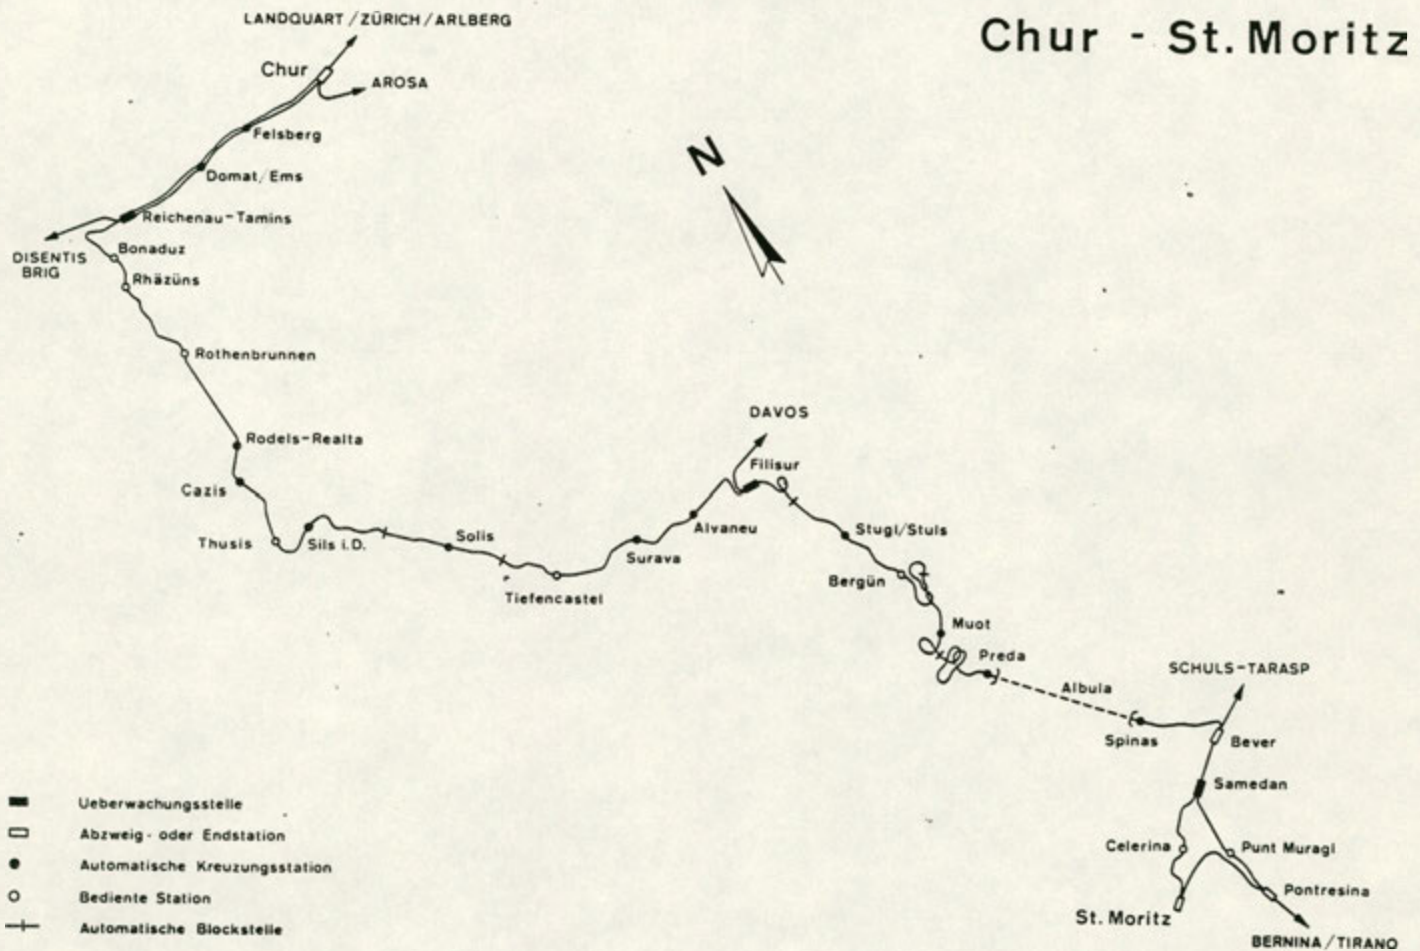 LANDQUART / ZÜRICH / ARLBERG
Chur - St. Moritz
Chur
AROSA
Felsberg
Domat / Ems
Reichenau - Tamins
DISENTIS
BRIG
Bonaduz
Rhäzüns
N
Rothenbrunnen
Rodels-Realta
Cazis
Thusis
Sils i.D.
Solis
Tiefencastel
Surava
Alvaneu
DAVOS
Filisur
Stugl/Stuls
Bergün
Muot
Preda
Albula
Spinas
SCHULS-TARASP
Bever
Samedan
Celerina
Punt Muragl
Pontresina
St. Moritz
BERNINA / TIRANO
Ueberwachungsstelle
Abzweig- oder Endstation
Automatische Kreuzungsstation
Bediente Station
Automatische Blockstelle